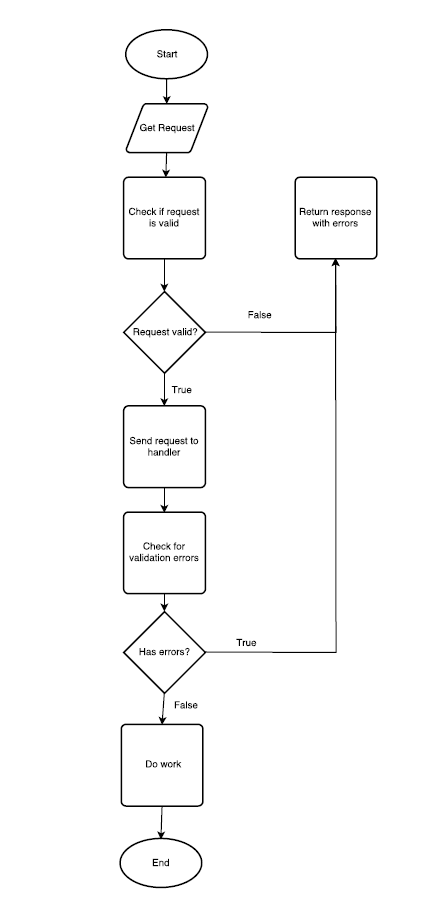 Start
Get Request
Check if request
is valid
Return response
with errors
Request valid?
False
True
Send request to
handler
Check for
validation errors
Has errors?
True
False
Do work
End